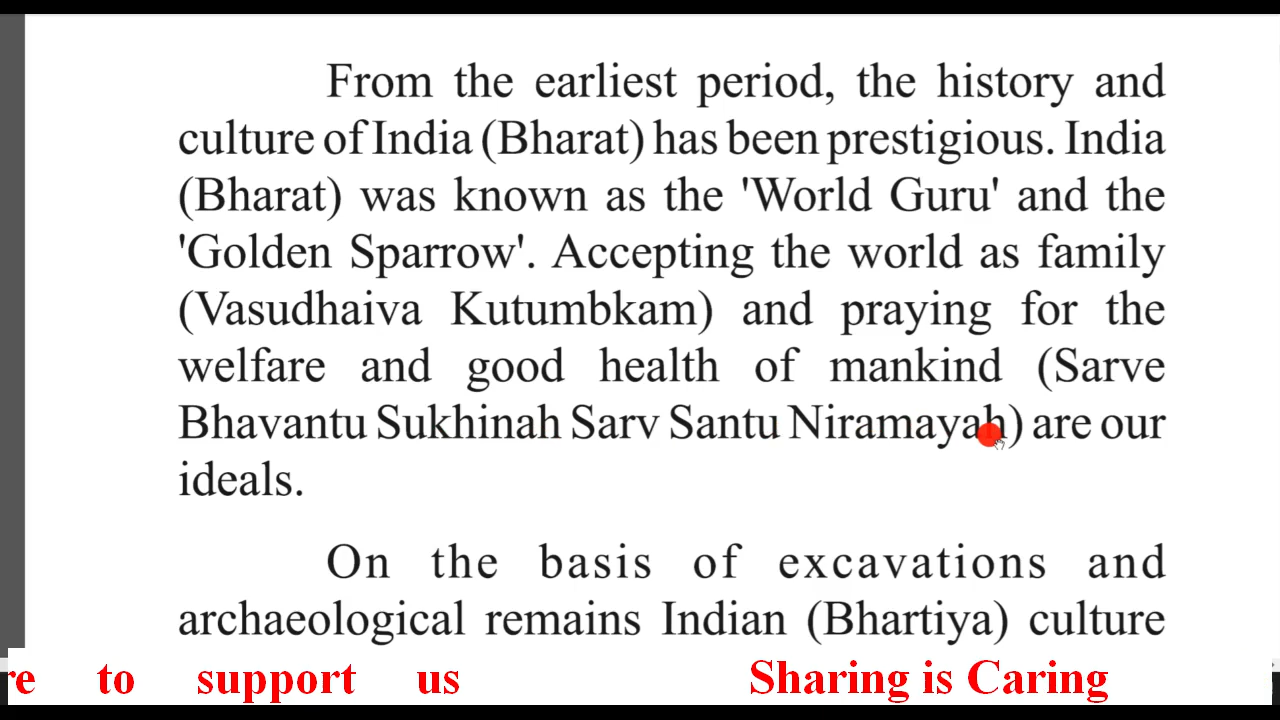 From the earliest period, the history and
culture of India (Bharat) has been prestigious. India
(Bharat) was known as the 'World Guru' and the
'Golden Sparrow'. Accepting the world as family
(Vasudhaiva Kutumbkam) and praying for the
welfare and good health of mankind (Sarve
Bhavantu Sukhinah Sarv Santu Niramayah) are our
ideals.
On the basis of excavations and
archaeological remains Indian (Bhartiya) culture
to support us Sharing is Caring